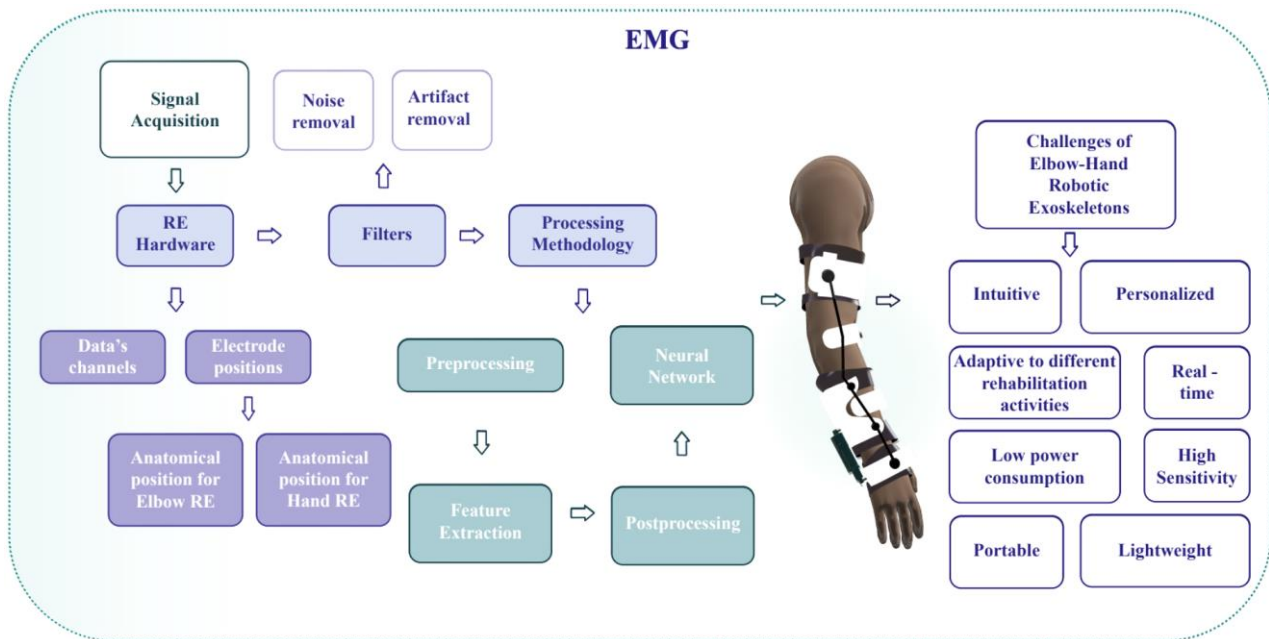 EMG
Signal
Acquisition
Noise
removal
Artifact
removal
RE
Hardware
Filters
Processing
Methodology
Data's
channels
Electrode
positions
Anatomical
position for
Elbow RE
Anatomical
position for
Hand RE
Preprocessing
Neural
Network
Feature
Extraction
Postprocessing
Challenges of
Elbow-Hand
Robotic
Exoskeletons
Intuitive
Personalized
Adaptive to different
rehabilitation
activities
Real -
time
Low power
consumption
High
Sensitivity
Portable
Lightweight